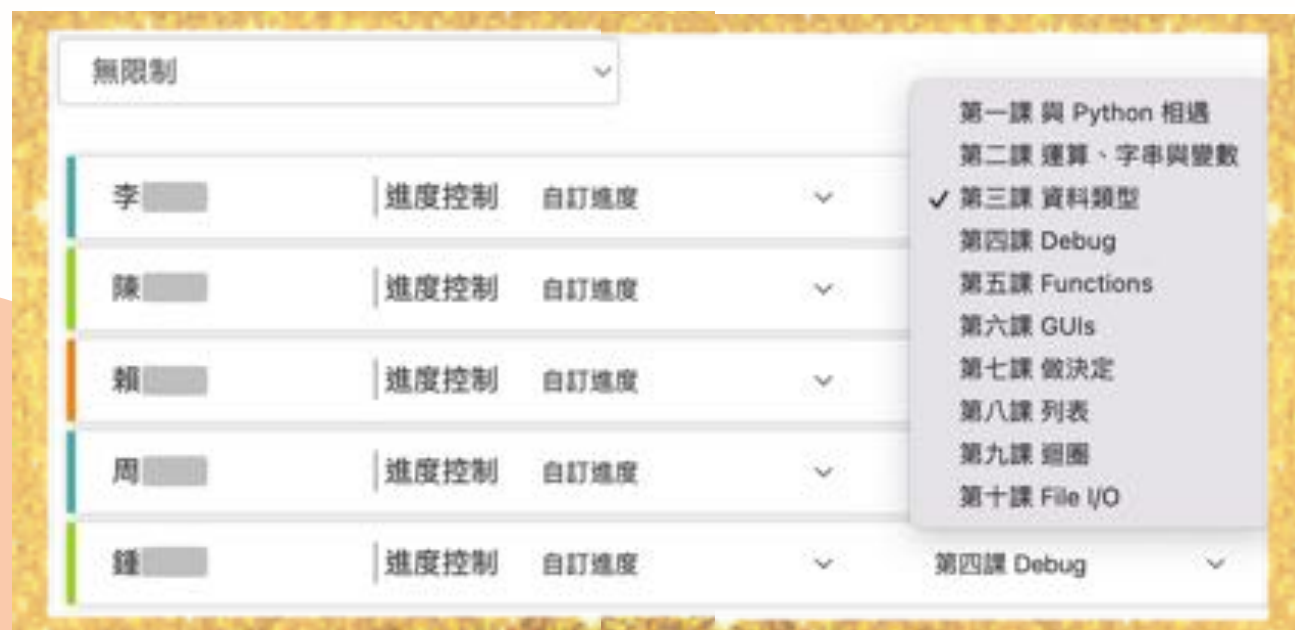 無限制
李
進度控制
自訂進度
陳
進度控制
自訂進度
賴
進度控制
自訂進度
周
進度控制
自訂進度
鍾
進度控制
自訂進度
第四課 Debug
第一課 與 Python 相遇
第二課 運算、字串與變數
✓ 第三課 資料類型
第四課 Debug
第五課 Functions
第六課 GUIs
第七課 做決定
第八課 列表
第九課 迴圈
第十課 File I/O